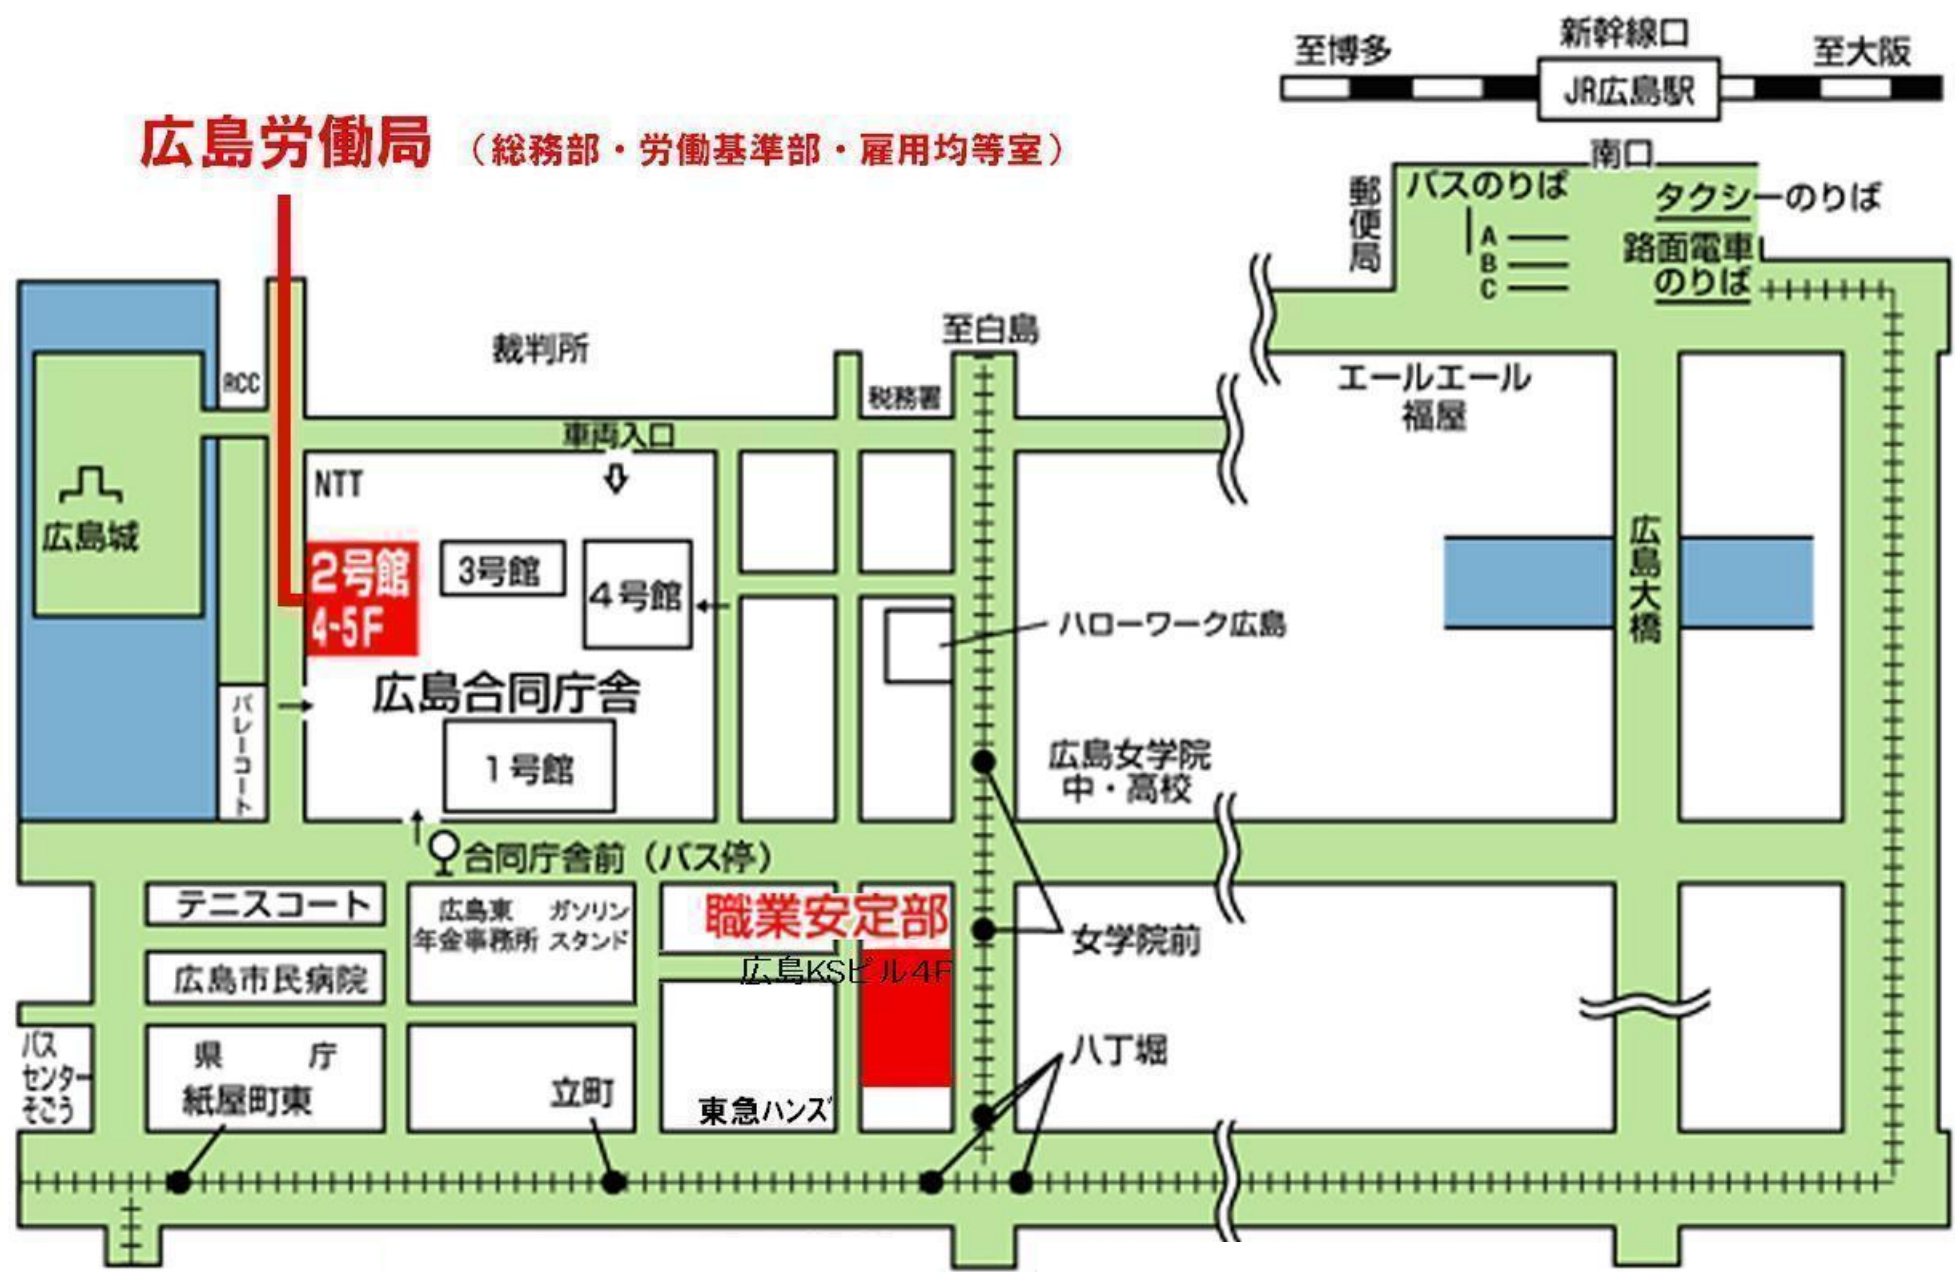 新幹線口
至博多
JR広島駅
至大阪
南口
広島労働局
（総務部・労働基準部・雇用均等室）
郵便局
バスのりば
A
B
C
タクシーのりば
路面電車
のりば
至白島
裁判所
RCC
税務署
エールエール
福屋
車両入口
NTT
広島城
2号館
4-5F
3号館
4号館
ハローワーク広島
広島大橋
広島合同庁舎
バレーコート
1号館
広島女学院
中・高校
合同庁舎前（バス停）
テニスコート
広島東
年金事務所
ガソリン
スタンド
職業安定部
広島KSビル4F
女学院前
広島市民病院
バス
センター
そごう
県庁
紙屋町東
立町
東急ハンズ
八丁堀